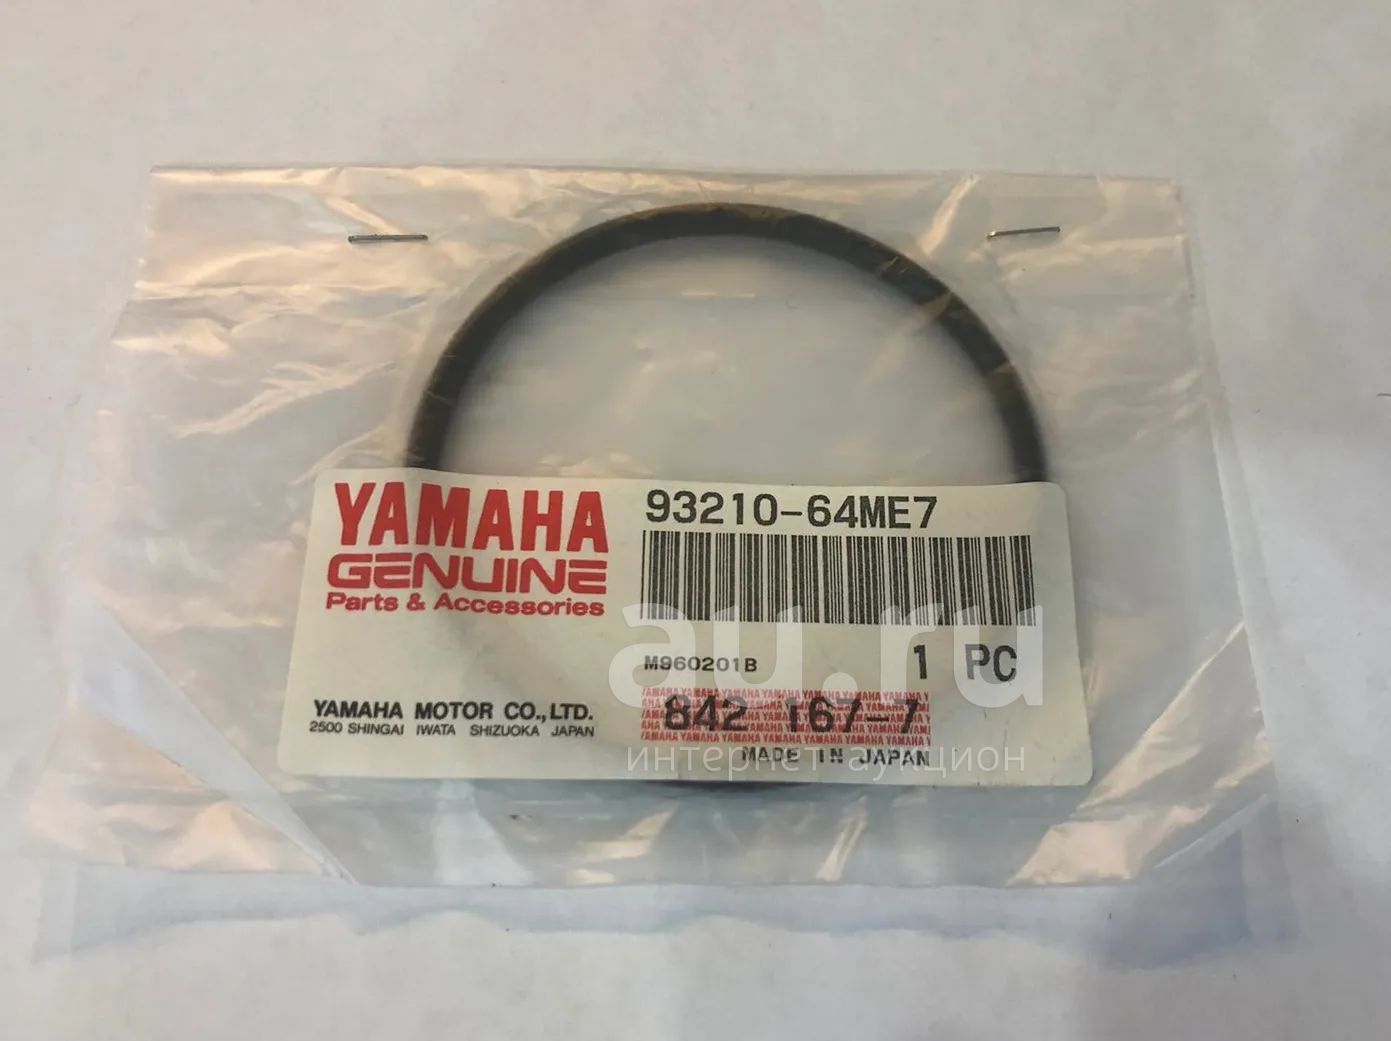 YAMAHA
GENUINE
Parts & Accessories
YAMAHA MOTOR CO.,LTD.
2500 SHINGAI IWATA SHIZUOKA JAPAN
93210-64ME7
M960201B
1 PC
842 167-7
MADE IN JAPAN
au.ru
интернет аукцион